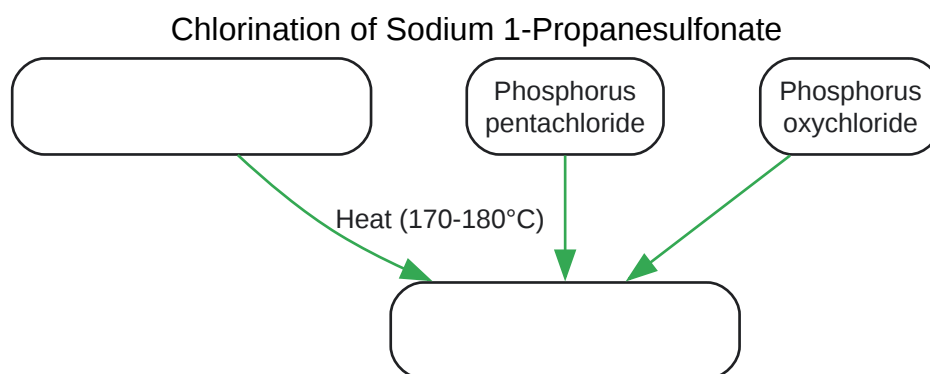 Chlorination of Sodium 1-Propanesulfonate
Phosphorus
pentachloride
Phosphorus
oxychloride
Heat (170-180°C)